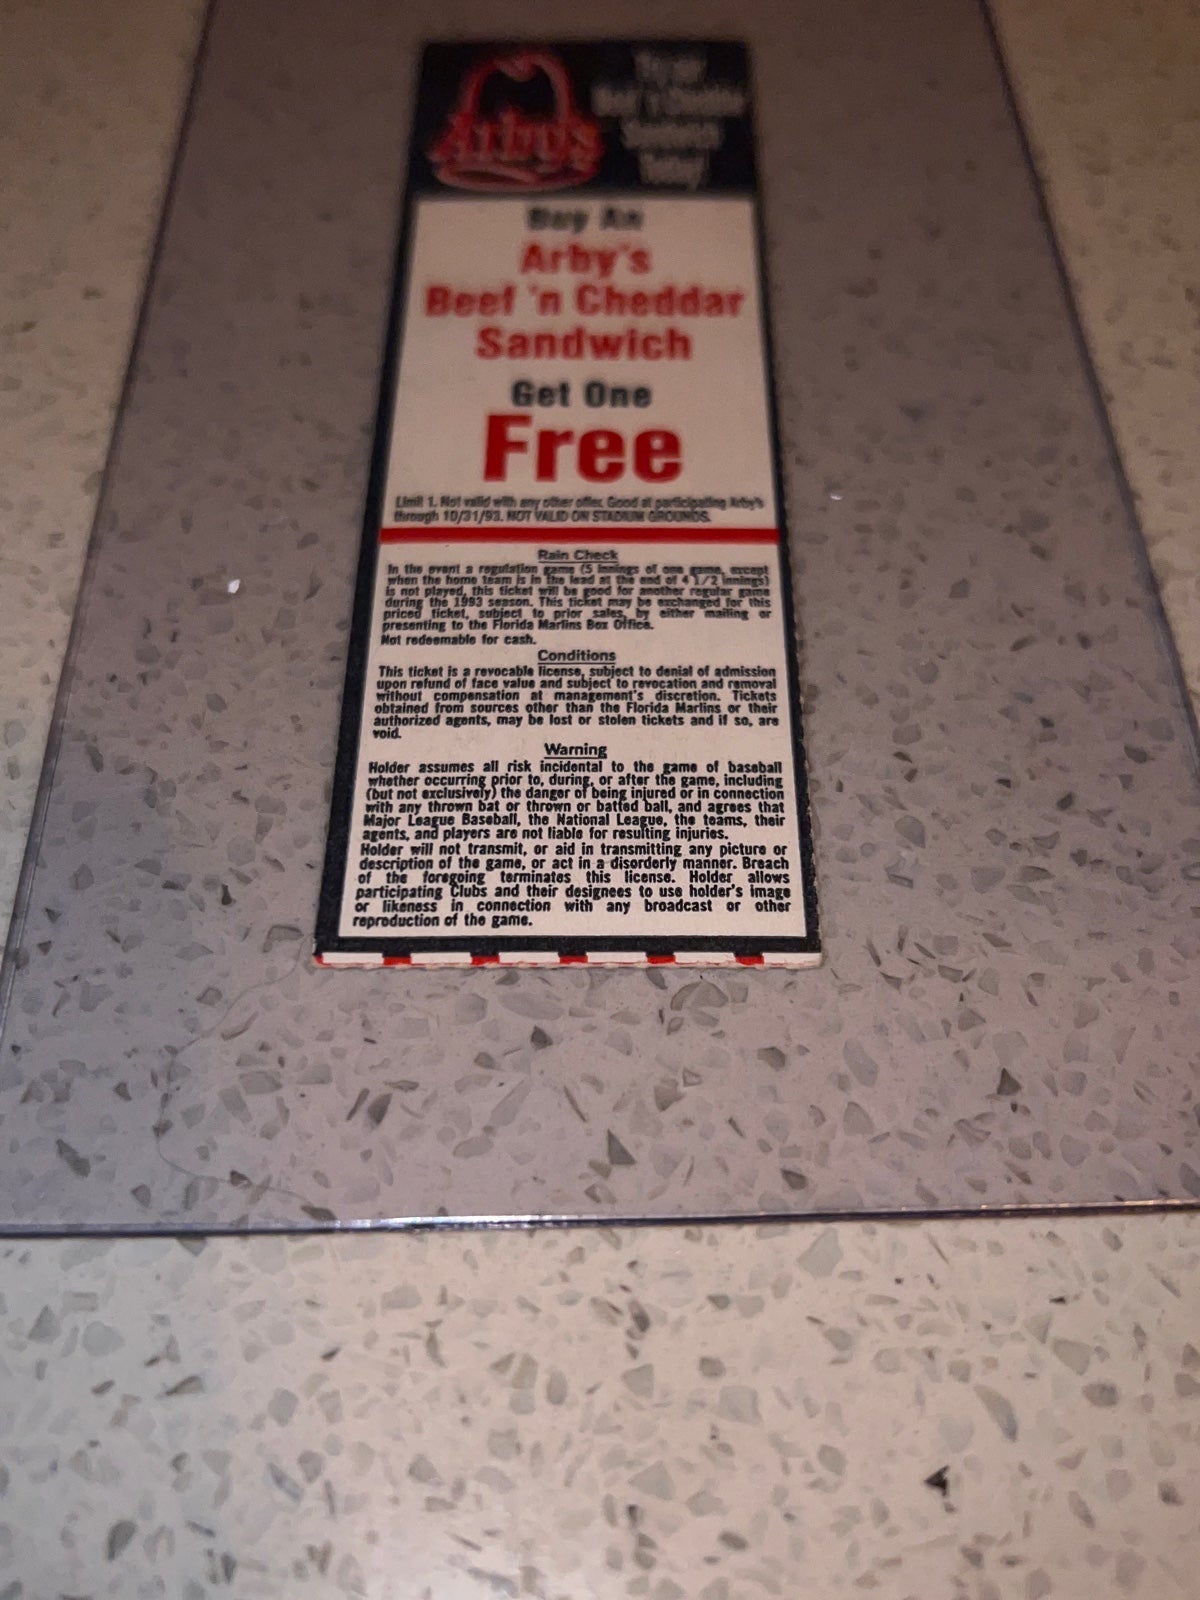 Arby's
Try our
Beef 'n Cheddar
Sandwich
Today!
Buy An
Arby's
Beef 'n Cheddar
Sandwich
Get One
Free
Limit 1. Not valid with any other offer. Good at participating Arby's
through 10/31/93. NOT VALID ON STADIUM GROUNDS.
Rain Check
In the event a regulation game (5 innings of one game, except
when the home team is in the lead at the end of 4 1/2 innings)
is not played, this ticket will be good for another regular game
during the 1993 season. This ticket may be exchanged for this
priced ticket, subject to prior sales, by either mailing or
presenting to the Florida Marlins Box Office.
Not redeemable for cash.
Conditions
This ticket is a revocable license, subject to denial of admission
upon refund of face value and subject to revocation and removal
without compensation at management's discretion. Tickets
obtained from sources other than the Florida Marlins or their
authorized agents, may be lost or stolen tickets and if so, are
void.
Warning
Holder assumes all risk incidental to the game of baseball
whether occurring prior to, during, or after the game, including
(but not exclusively) the danger of being injured or in connection
with any thrown bat or thrown or batted ball, and agrees that
Major League Baseball, the National League, the teams, their
agents, and players are not liable for resulting injuries.
Holder will not transmit, or aid in transmitting any picture or
description of the game, or act in a disorderly manner. Breach
of the foregoing terminates this license. Holder allows
participating Clubs and their designees to use holder's image
or likeness in connection with any broadcast or other
reproduction of the game.